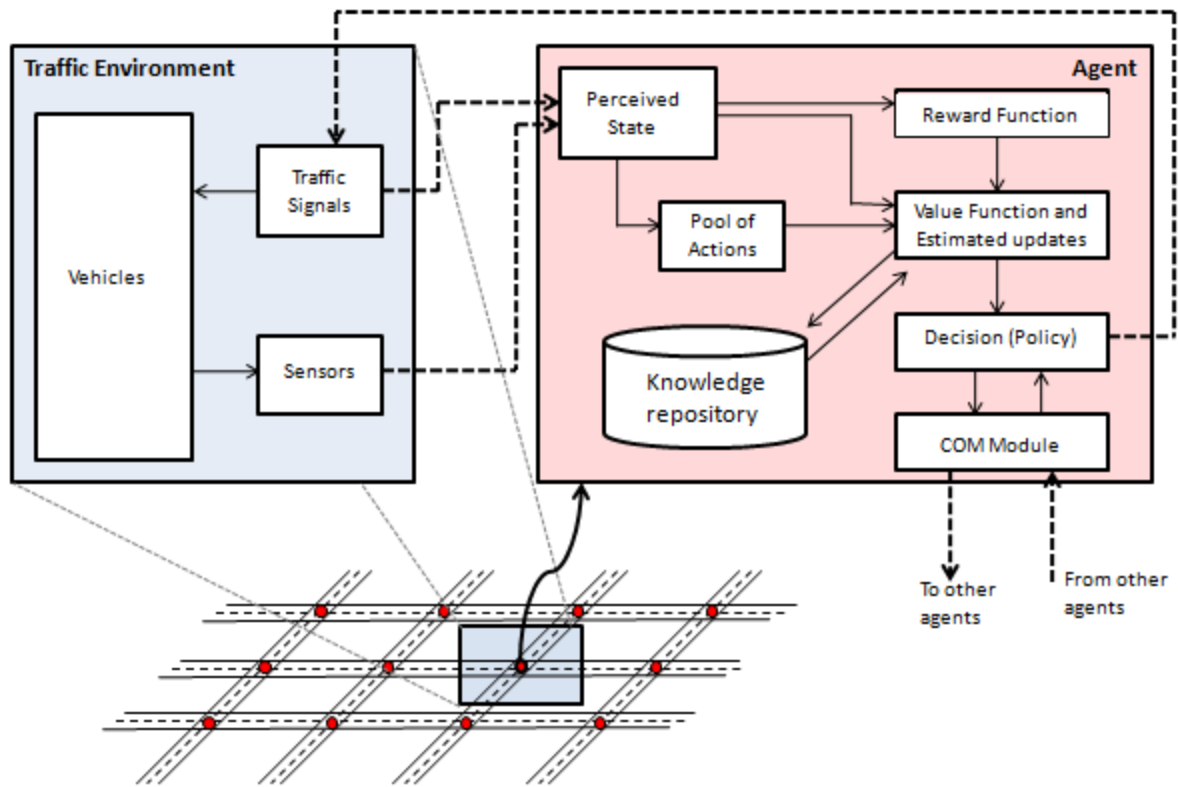 Traffic Environment
Vehicles
Traffic
Signals
Sensors
Agent
Perceived
State
Reward Function
Pool of
Actions
Value Function and
Estimated updates
Knowledge
repository
Decision (Policy)
COM Module
To other
agents
From other
agents